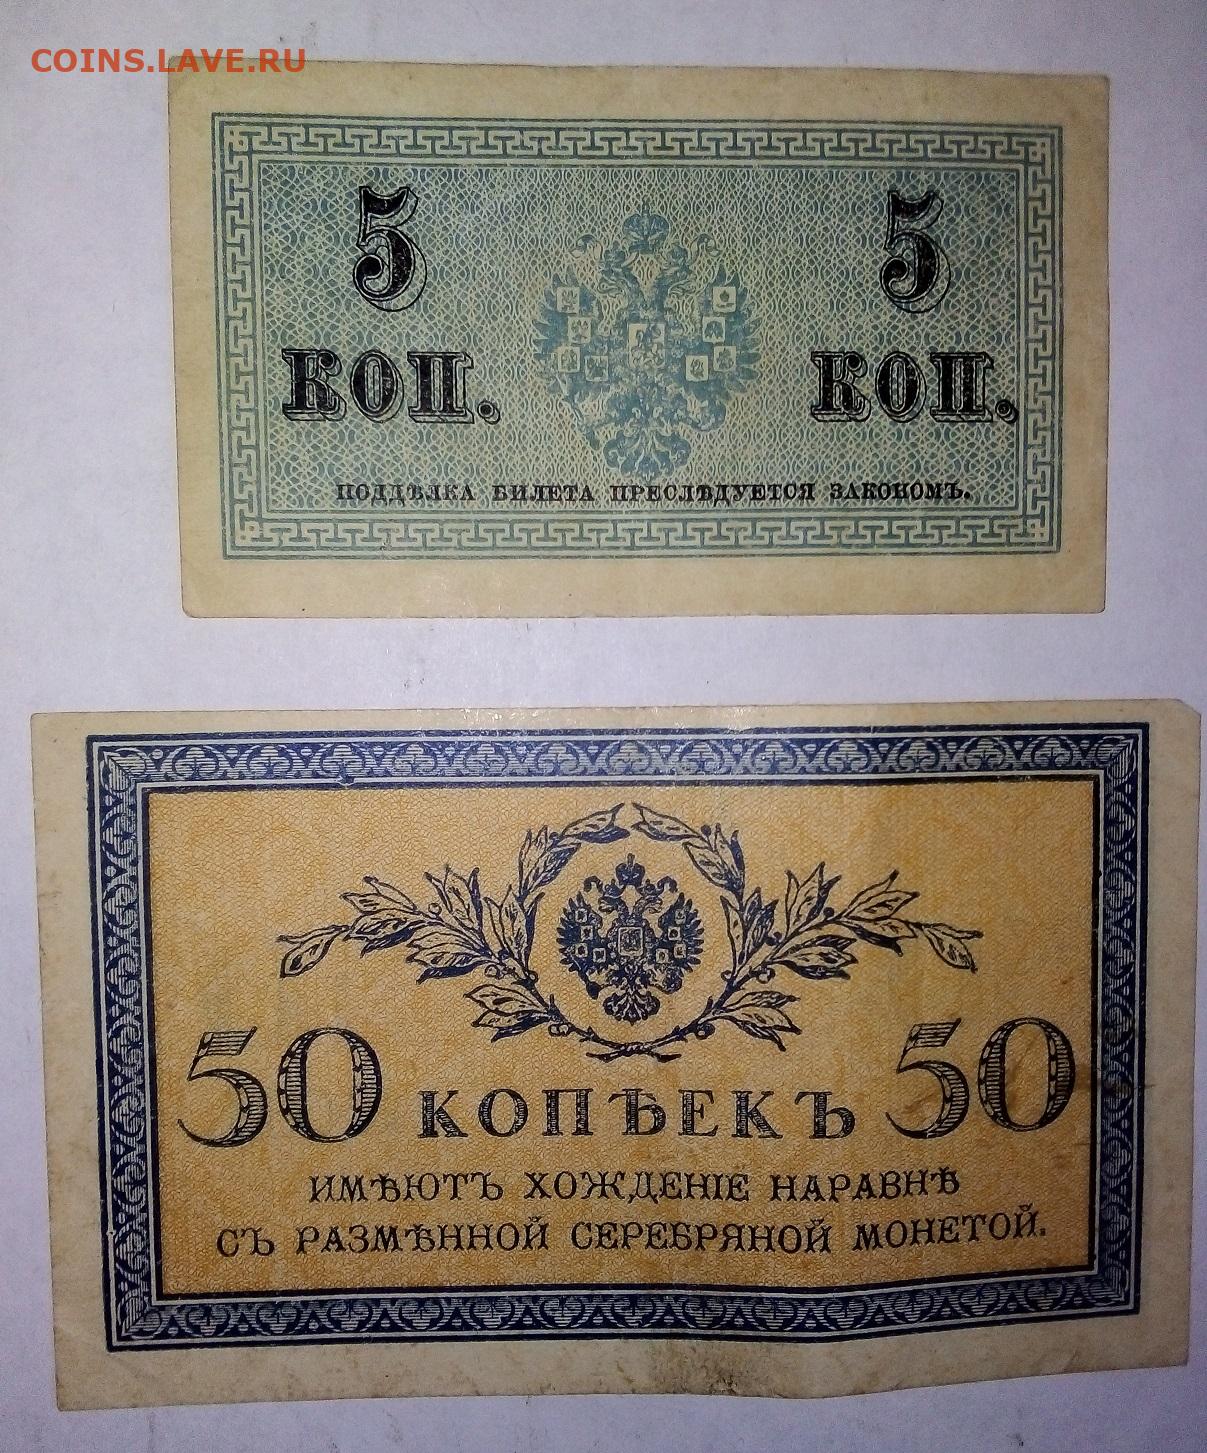 COINS.LAVE.RU
5 5
КОП. КОП.
ПОДДѢЛКА БИЛЕТА ПРЕСЛѢДУЕТСЯ ЗАКОНОМЪ.
50 КОПѢЕКЪ 50
ИМѢЮТЪ ХОЖДЕНІЕ НАРАВНѢ
СЪ РАЗМѢННОЙ СЕРЕБРЯНОЙ МОНЕТОЙ.